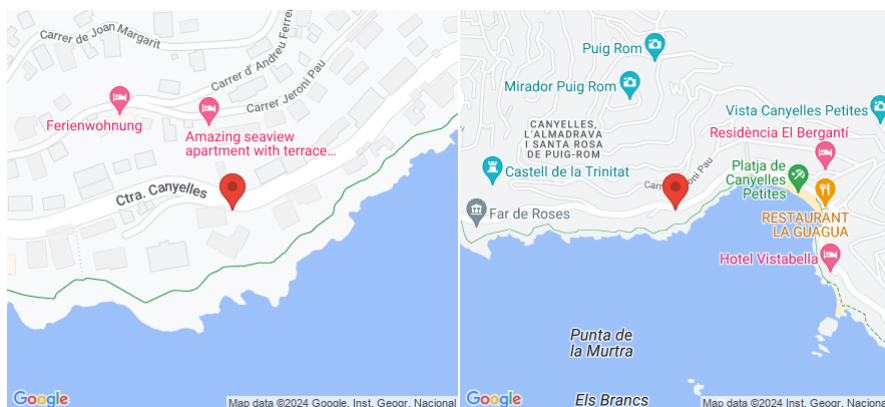 Carrer de Joan Margarit
Carrer d' Andreu Ferre
Carrer Jeroni Pau
Ferienwohnung
Amazing seaview
apartment with terrace...
Ctra. Canyelles
Google
Map data ©2024 Google, Inst. Geogr. Nacional
Puig Rom
Mirador Puig Rom
Vista Canyelles Petites
CANYELLES,
L'ALMADRAVA
I SANTA ROSA
DE PUIG-ROM
Residència El Bergantí
Castell de la Trinitat
Platja de
Canyelles
Petites
Far de Roses
RESTAURANT
LA GUAGUA
Hotel Vistabella
Punta de
la Murtra
Els Brancs
Google
Map data ©2024 Google, Inst. Geogr. Nacional